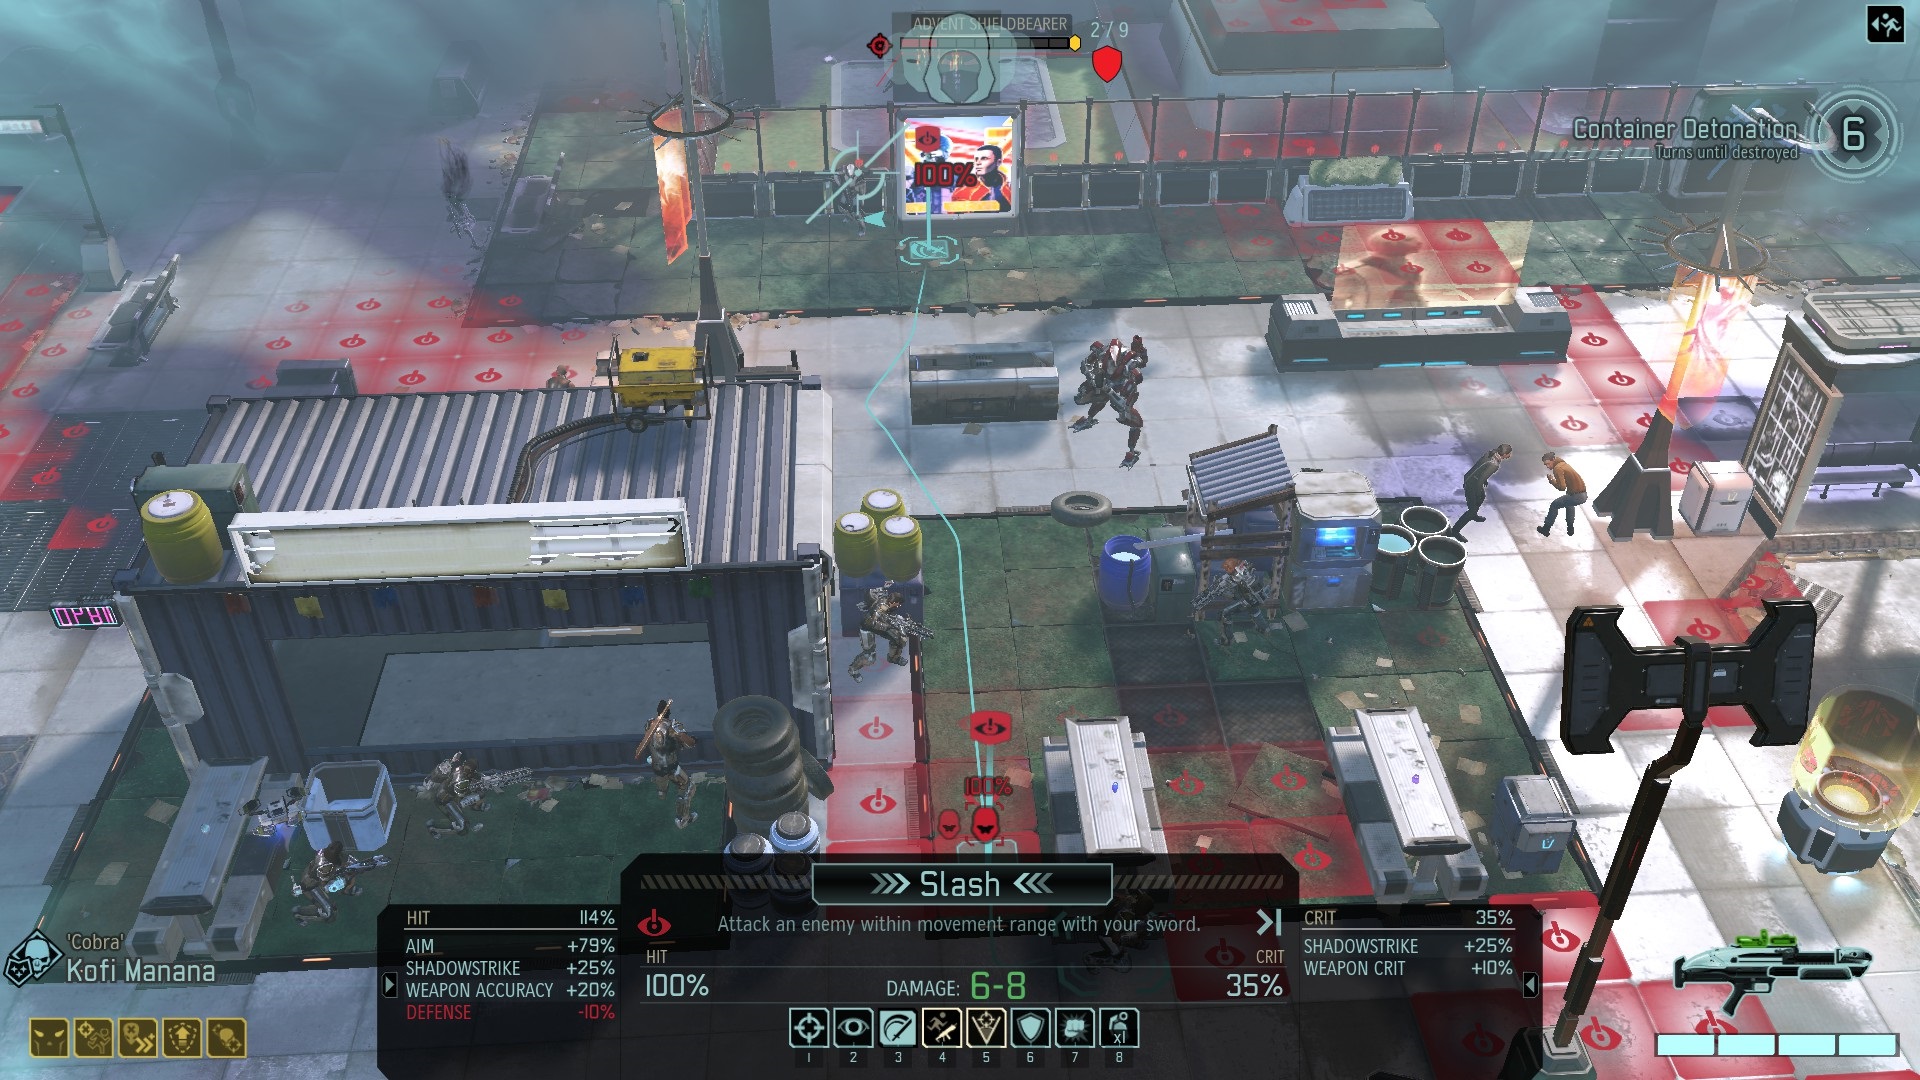 ADVENT SHIELDBEARER
2/9
Container Detonation
Turns until destroyed
6
100%
100%
Slash
Attack an enemy within movement range with your sword.
HIT 114%
AIM +79%
SHADOWSTRIKE +25%
WEAPON ACCURACY +20%
DEFENSE -10%
HIT
100%
DAMAGE: 6-8
CRIT
35%
CRIT 35%
SHADOWSTRIKE +25%
WEAPON CRIT +10%
'Cobra'
Kofi Manana
x1
1 2 3 4 5 6 7 8